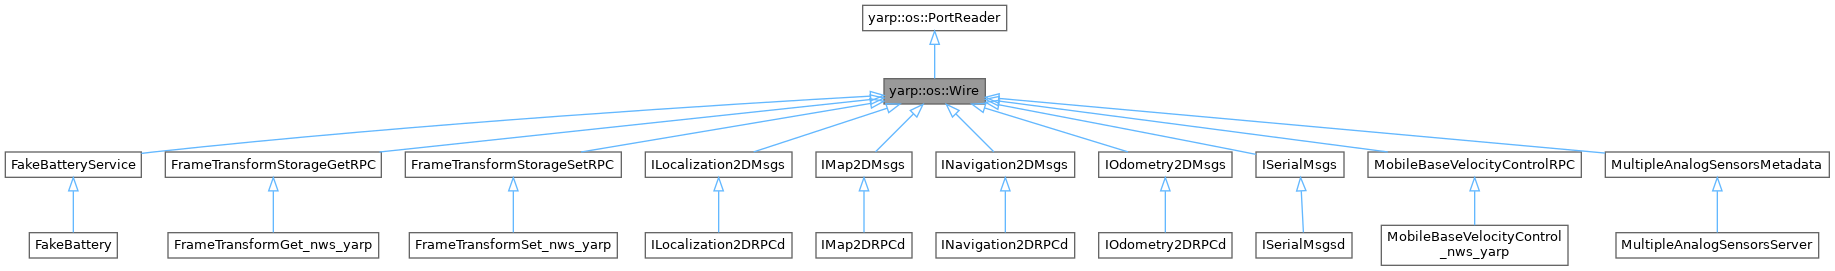 yarp::os::PortReader
yarp::os::Wire
FakeBatteryService
FrameTransformStorageGetRPC
FrameTransformStorageSetRPC
ILocalization2DMsgs
IMap2DMsgs
INavigation2DMsgs
IOdometry2DMsgs
ISerialMsgs
MobileBaseVelocityControlRPC
MultipleAnalogSensorsMetadata
FakeBattery
FrameTransformGet_nws_yarp
FrameTransformSet_nws_yarp
ILocalization2DRPCd
IMap2DRPCd
INavigation2DRPCd
IOdometry2DRPCd
ISerialMsgsd
MobileBaseVelocityControl
_nws_yarp
MultipleAnalogSensorsServer